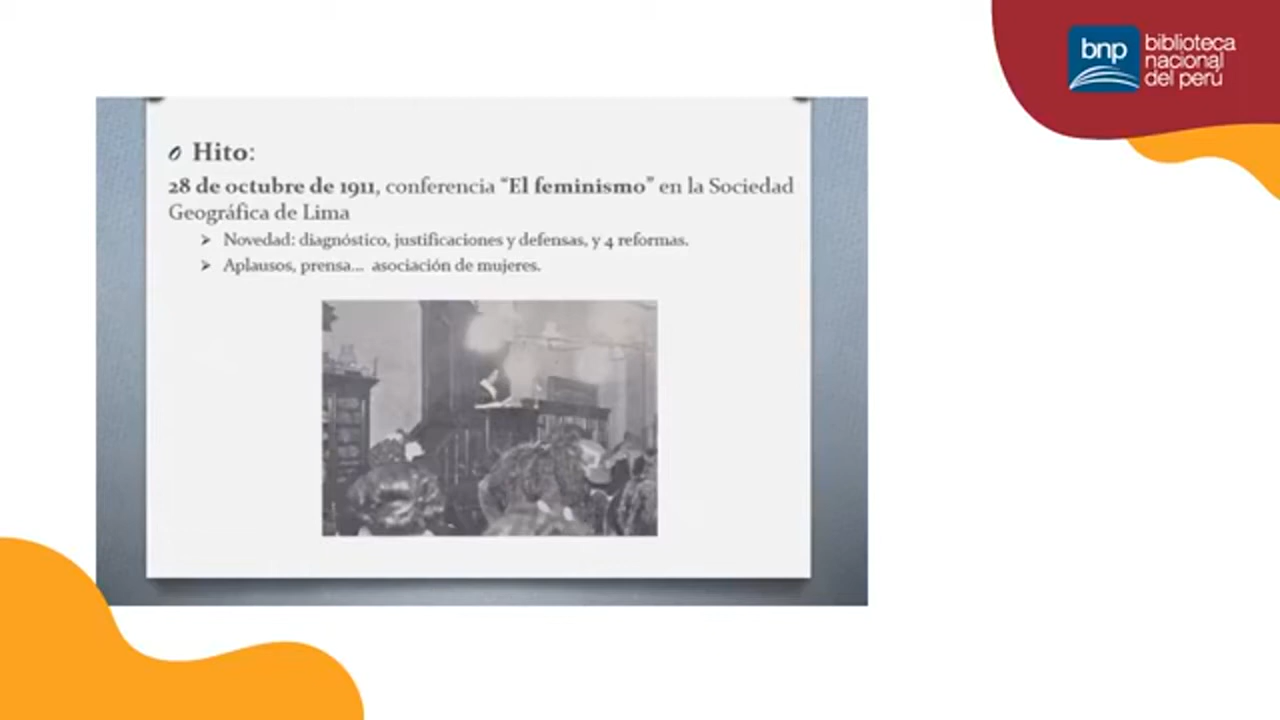 bnp
biblioteca
nacional
del perú
Hito:
28 de octubre de 1911, conferencia “El feminismo” en la Sociedad
Geográfica de Lima
Novedad: diagnóstico, justificaciones y defensas, y 4 reformas.
Aplausos, prensa... asociación de mujeres.